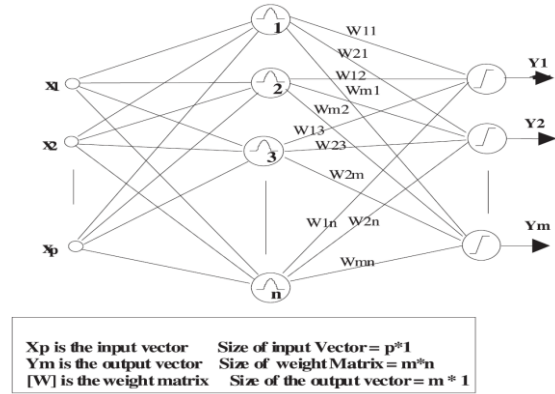 1
W11
W21
Y1
X1
2
W12
Wm1
Wm2
Y2
X2
3
W13
W23
W2m
Xp
W1n
W2n
Ym
n
Wmn
Xp is the input vector Size of input Vector = p*1
Ym is the output vector Size of weight Matrix = m*n
[W] is the weight matrix Size of the output vector = m * 1